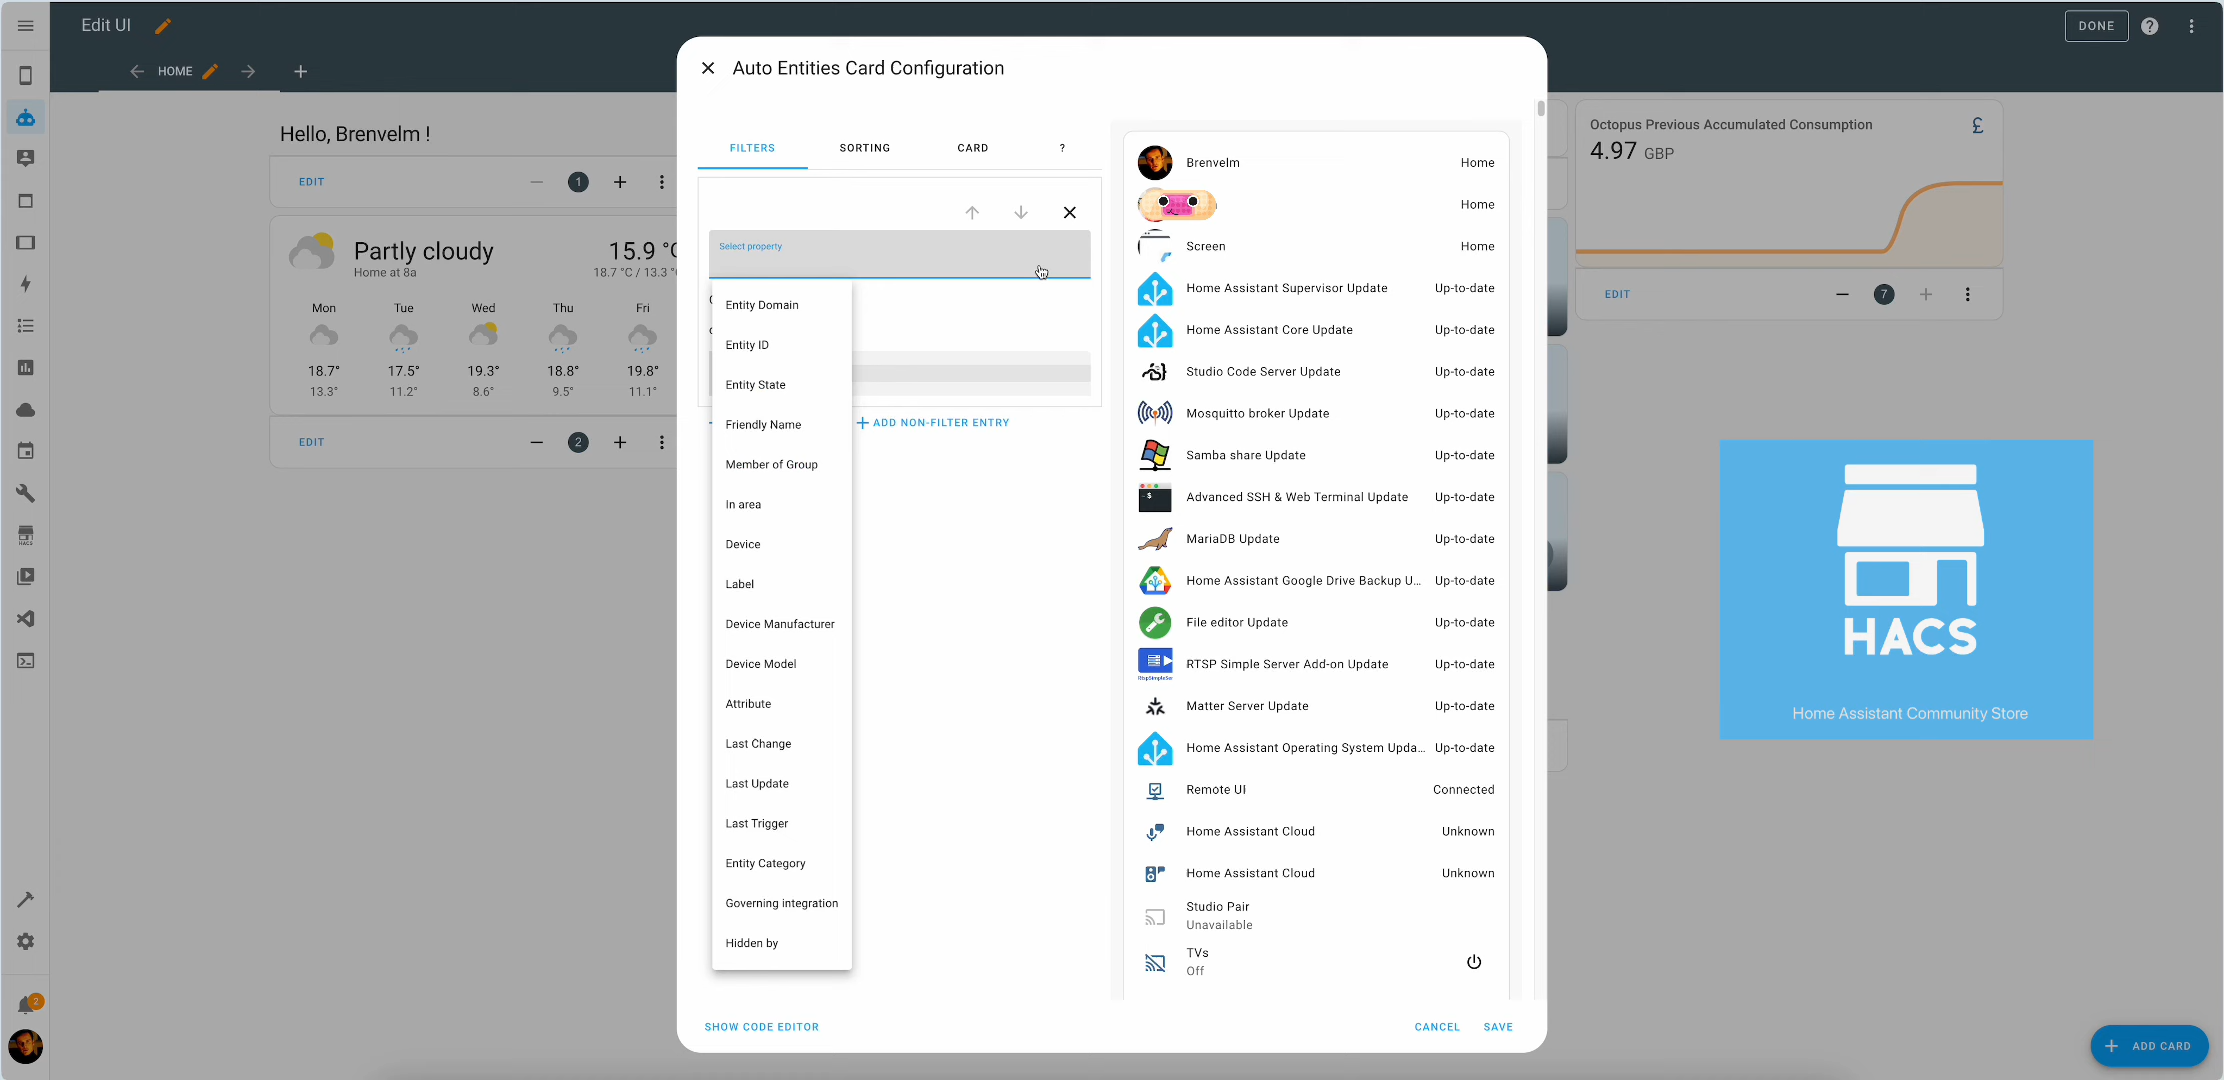 Edit UI
DONE
HOME
Hello, Brenvelm !
EDIT
1
Partly cloudy
15.9 °C
Home at 8a
18.7 °C / 13.3 °
Mon Tue Wed Thu Fri
18.7° 17.5° 19.3° 18.8° 19.8°
13.3° 11.2° 8.6° 9.5° 11.1°
EDIT
2
HACS
2
Auto Entities Card Configuration
FILTERS SORTING CARD ?
Select property
Entity Domain
Entity ID
Entity State
Friendly Name
Member of Group
In area
Device
Label
Device Manufacturer
Device Model
Attribute
Last Change
Last Update
Last Trigger
Entity Category
Governing integration
Hidden by
ADD NON-FILTER ENTRY
Brenvelm Home
Home
Screen Home
Home Assistant Supervisor Update Up-to-date
Home Assistant Core Update Up-to-date
Studio Code Server Update Up-to-date
Mosquitto broker Update Up-to-date
Samba share Update Up-to-date
Advanced SSH & Web Terminal Update Up-to-date
MariaDB Update Up-to-date
Home Assistant Google Drive Backup U... Up-to-date
File editor Update Up-to-date
RTSP Simple Server Add-on Update Up-to-date
Matter Server Update Up-to-date
Home Assistant Operating System Upda... Up-to-date
Remote UI Connected
Home Assistant Cloud Unknown
Home Assistant Cloud Unknown
Studio Pair
Unavailable
TVs
Off
SHOW CODE EDITOR
CANCEL SAVE
Octopus Previous Accumulated Consumption
4.97 GBP
EDIT
7
HACS
Home Assistant Community Store
ADD CARD